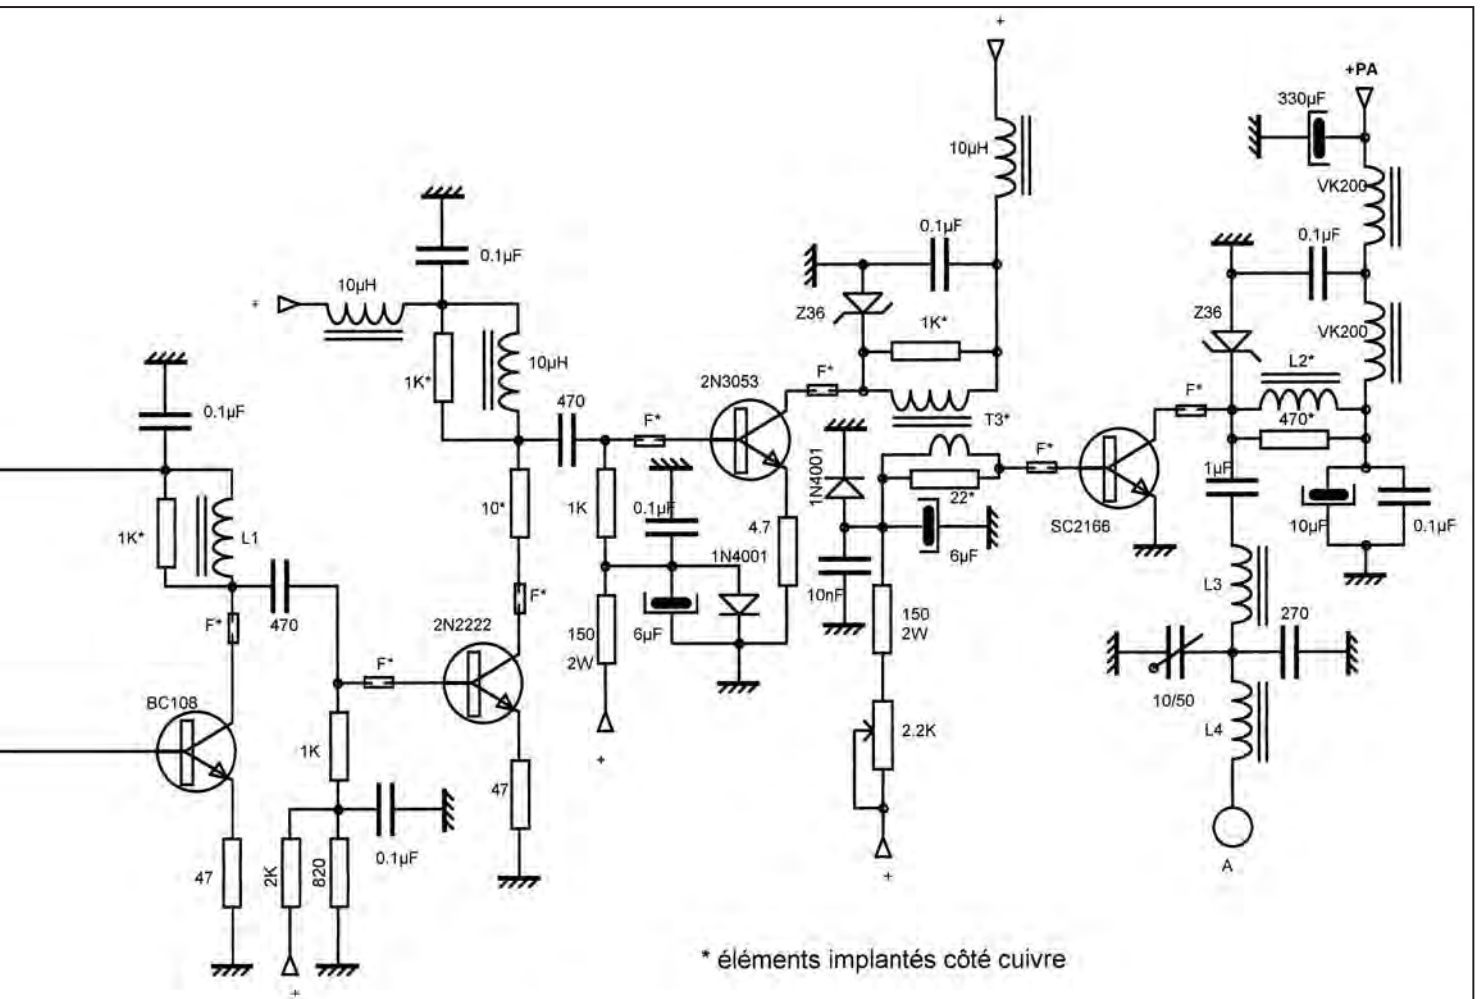 +
+PA
330µF
10µH
VK200
0.1µF
0.1µF
0.1µF
10µH
+
Z36
Z36
1K*
VK200
10µH
1K*
L2*
2N3053
F*
F*
470
470*
0.1µF
F*
T3*
F*
1N4001
1µF
22*
10*
1K
0.1µF
4.7
SC2166
10µF
0.1µF
1K*
L1
1N4001
6µF
L3
10nF
F*
470
F*
2N2222
150
2W
6µF
150
2W
270
F*
BC108
10/50
1K
+
2.2K
L4
47
0.1µF
47
2K
820
+
A
+
* éléments implantés côté cuivre